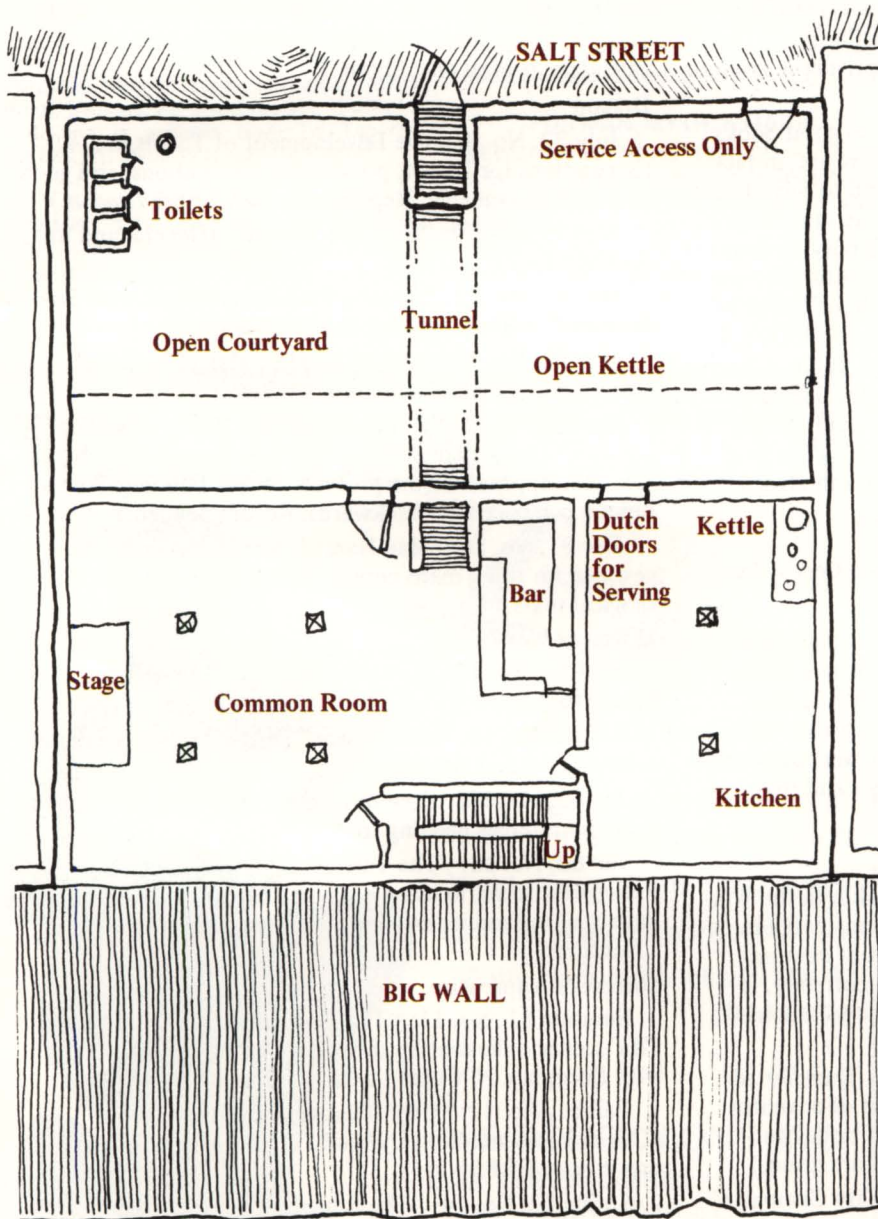 SALT STREET
Service Access Only
Toilets
Tunnel
Open Courtyard
Open Kettle
Dutch
Doors
for
Serving
Kettle
Bar
Stage
Common Room
Kitchen
Up
BIG WALL